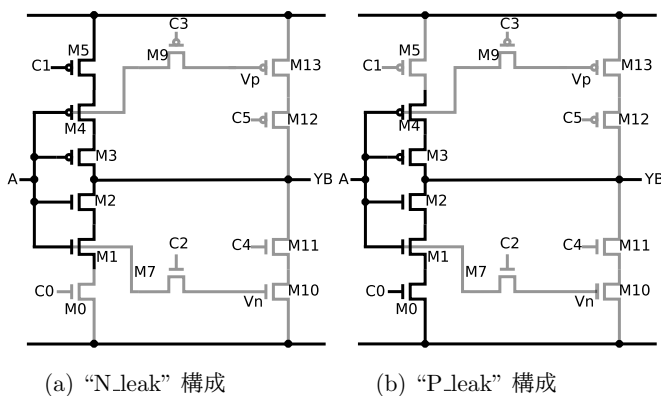 C3
M5
M9
C1
M13
Vp
M4
C5
M12
M3
A
YB
M2
C2
C4
M11
M1
M7
C0
M10
M0
Vn
(a) “N_leak” 構成
C3
M5
M9
C1
M13
Vp
M4
C5
M12
M3
A
YB
M2
C2
C4
M11
M1
M7
C0
M10
M0
Vn
(b) “P_leak” 構成